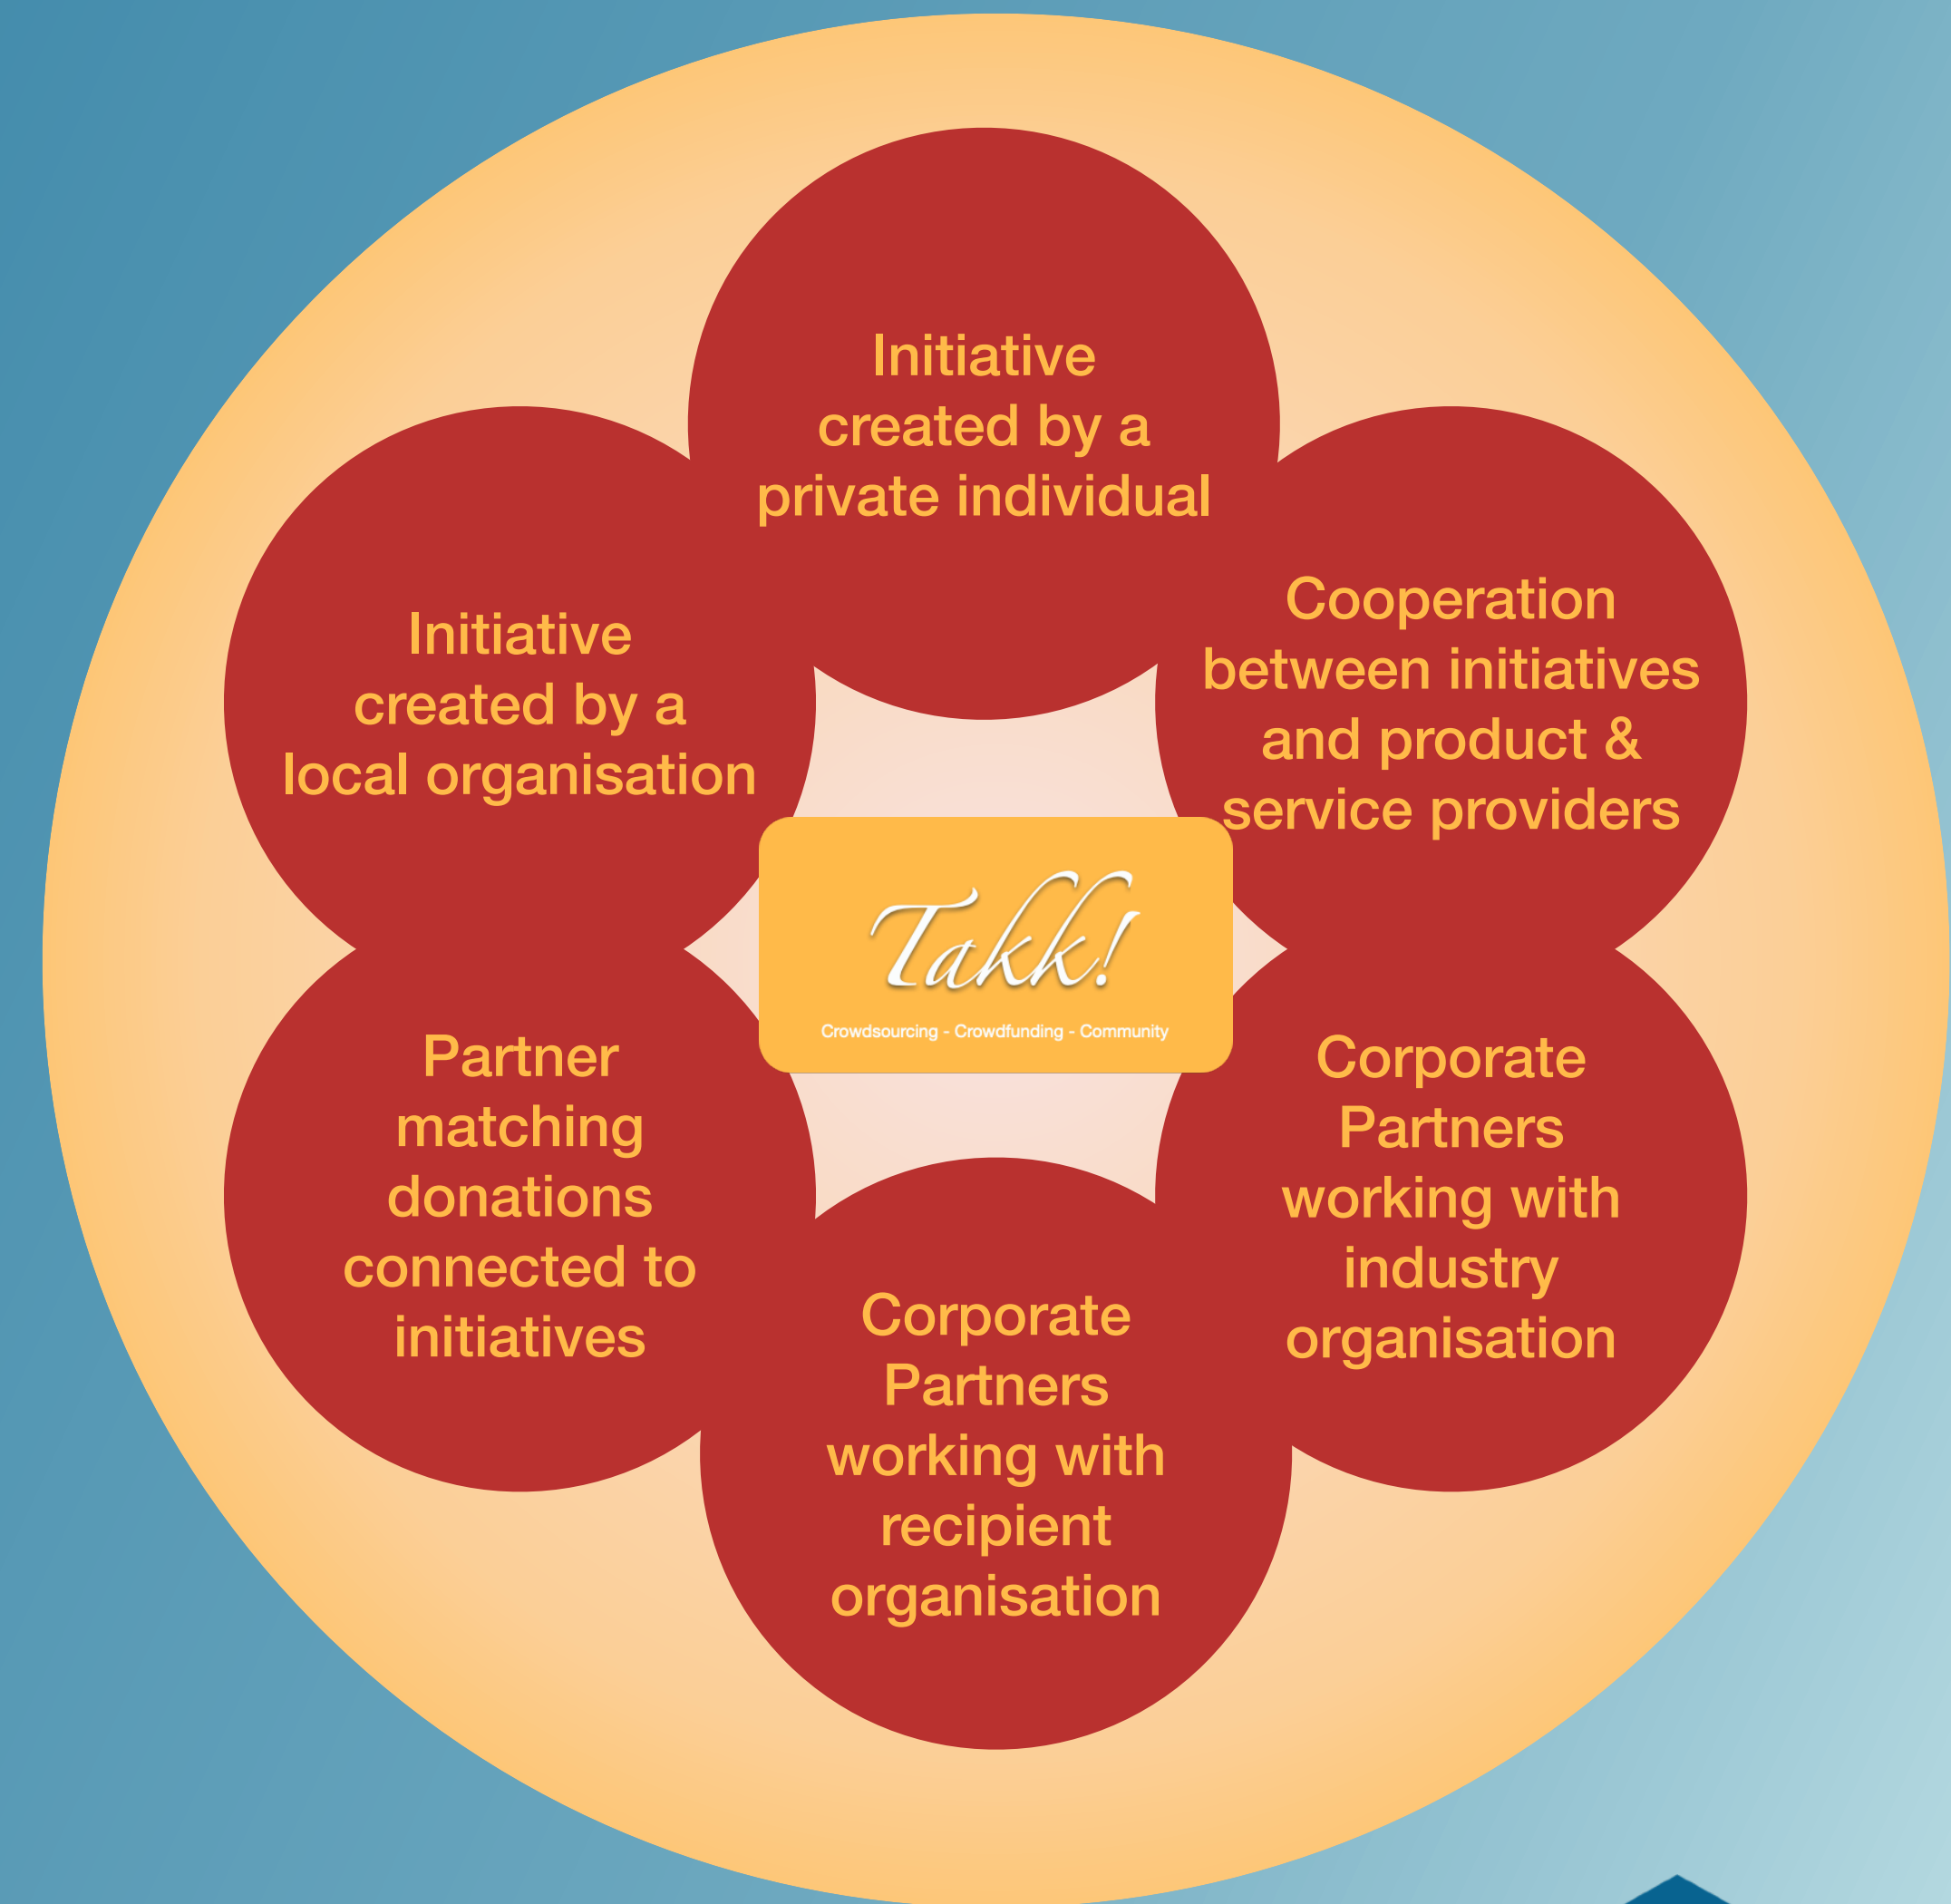 Initiative
created by a
private individual
Initiative
created by a
local organisation
Cooperation
between initiatives
and product &
service providers
Takk!
Crowdsourcing - Crowdfunding - Community
Partner
matching
donations
connected to
initiatives
Corporate
Partners
working with
industry
organisation
Corporate
Partners
working with
recipient
organisation